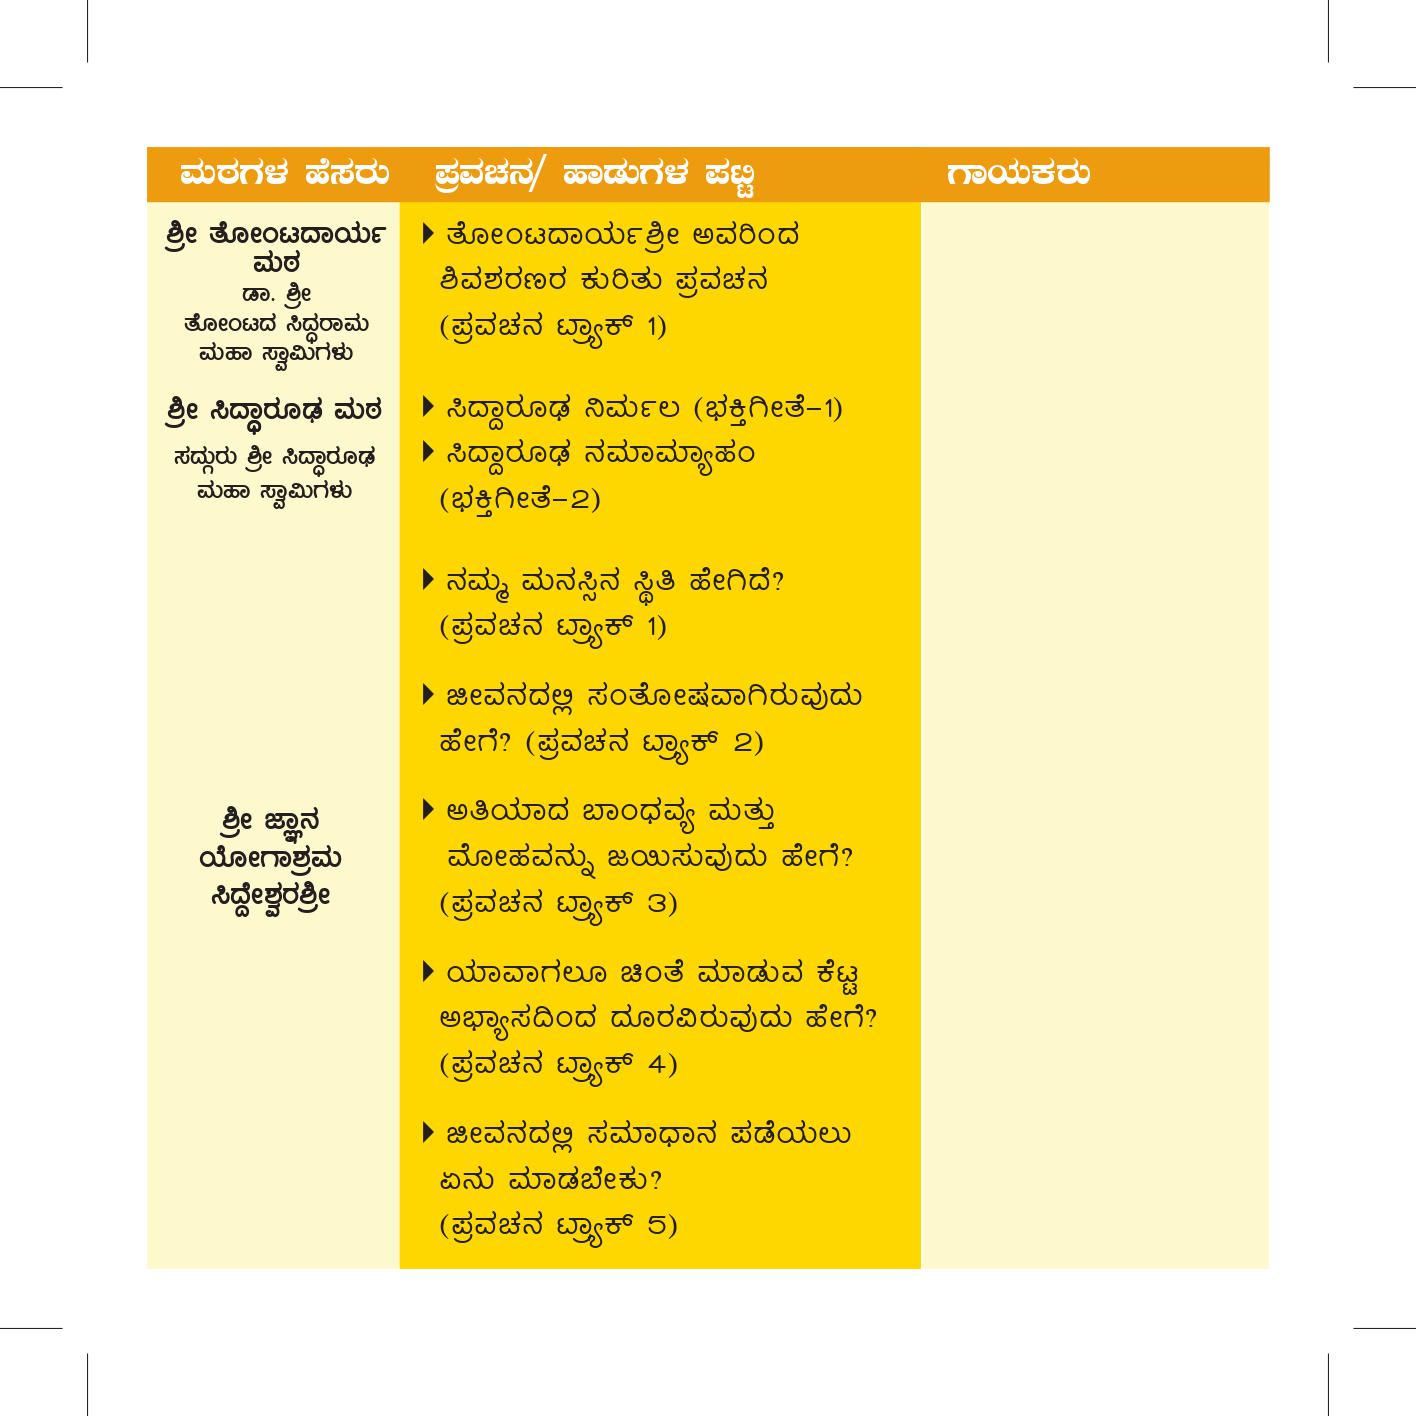 ಮಠಗಳ ಹೆಸರು ಪ್ರವಚನ/ ಹಾಡುಗಳ ಪಟ್ಟಿ ಗಾಯಕರು
ಶ್ರೀ ತೋಂಟದಾರ್ಯ
ಮಠ
ಡಾ. ಶ್ರೀ
ತೋಂಟದ ಸಿದ್ಧರಾಮ
ಮಹಾ ಸ್ವಾಮಿಗಳು
ತೋಂಟದಾರ್ಯಶ್ರೀ ಅವರಿಂದ
ಶಿವಶರಣರ ಕುರಿತು ಪ್ರವಚನ
(ಪ್ರವಚನ ಟ್ರ್ಯಾಕ್ 1)
ಶ್ರೀ ಸಿದ್ಧಾರೂಢ ಮಠ
ಸದ್ಗುರು ಶ್ರೀ ಸಿದ್ಧಾರೂಢ
ಮಹಾ ಸ್ವಾಮಿಗಳು
ಸಿದ್ದಾರೂಢ ನಿರ್ಮಲ (ಭಕ್ತಿಗೀತೆ–1)
ಸಿದ್ದಾರೂಢ ನಮಾಮ್ಯಾಹಂ
(ಭಕ್ತಿಗೀತೆ–2)
ಶ್ರೀ ಜ್ಞಾನ
ಯೋಗಾಶ್ರಮ
ಸಿದ್ದೇಶ್ವರಶ್ರೀ
ನಮ್ಮ ಮನಸ್ಸಿನ ಸ್ಥಿತಿ ಹೇಗಿದೆ?
(ಪ್ರವಚನ ಟ್ರ್ಯಾಕ್ 1)
ಜೀವನದಲ್ಲಿ ಸಂತೋಷವಾಗಿರುವುದು
ಹೇಗೆ? (ಪ್ರವಚನ ಟ್ರ್ಯಾಕ್ 2)
ಅತಿಯಾದ ಬಾಂಧವ್ಯ ಮತ್ತು
ಮೋಹವನ್ನು ಜಯಿಸುವುದು ಹೇಗೆ?
(ಪ್ರವಚನ ಟ್ರ್ಯಾಕ್ 3)
ಯಾವಾಗಲೂ ಚಿಂತೆ ಮಾಡುವ ಕೆಟ್ಟ
ಅಭ್ಯಾಸದಿಂದ ದೂರವಿರುವುದು ಹೇಗೆ?
(ಪ್ರವಚನ ಟ್ರ್ಯಾಕ್ 4)
ಜೀವನದಲ್ಲಿ ಸಮಾಧಾನ ಪಡೆಯಲು
ಏನು ಮಾಡಬೇಕು?
(ಪ್ರವಚನ ಟ್ರ್ಯಾಕ್ 5)